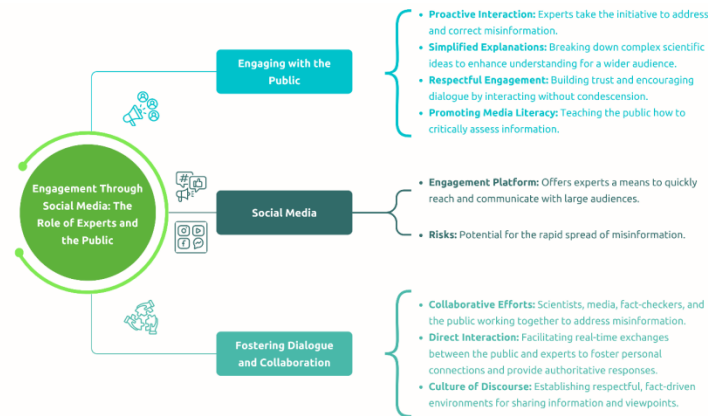 Engagement Through
Social Media: The
Role of Experts and
the Public
Engaging with the
Public
• Proactive Interaction: Experts take the initiative to address
and correct misinformation.
• Simplified Explanations: Breaking down complex scientific
ideas to enhance understanding for a wider audience.
• Respectful Engagement: Building trust and encouraging
dialogue by interacting without condescension.
• Promoting Media Literacy: Teaching the public how to
critically assess information.
Social Media
• Engagement Platform: Offers experts a means to quickly
reach and communicate with large audiences.
• Risks: Potential for the rapid spread of misinformation.
Fostering Dialogue
and Collaboration
• Collaborative Efforts: Scientists, media, fact-checkers, and
the public working together to address misinformation.
• Direct Interaction: Facilitating real-time exchanges
between the public and experts to foster personal
connections and provide authoritative responses.
• Culture of Discourse: Establishing respectful, fact-driven
environments for sharing information and viewpoints.